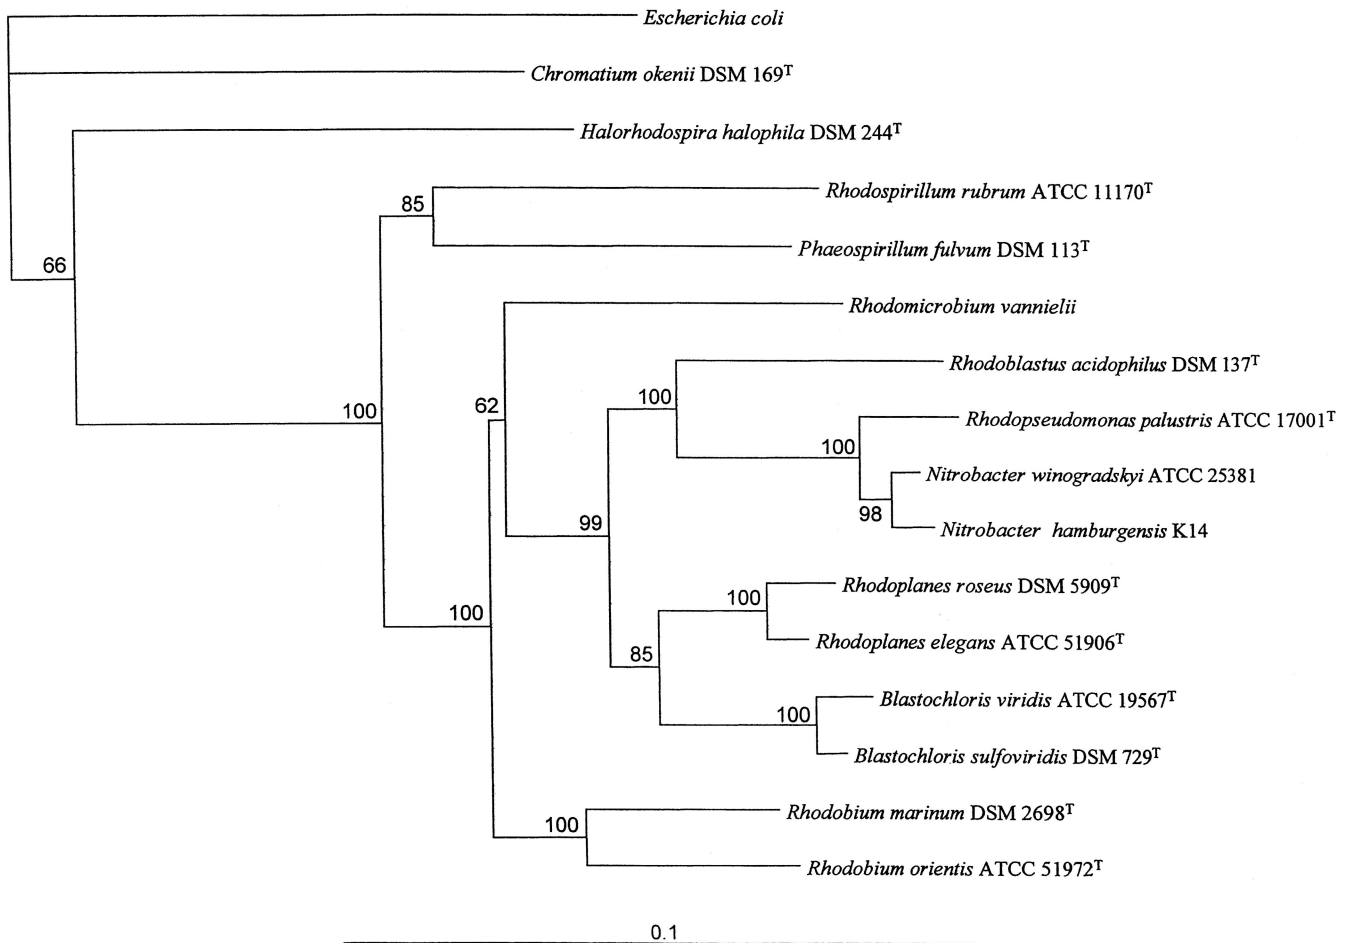 Escherichia coli
Chromatium okenii DSM 169ᵀ
Halorhodospira halophila DSM 244ᵀ
Rhodospirillum rubrum ATCC 11170ᵀ
85
Phaeospirillum fulvum DSM 113ᵀ
66
Rhodomicrobium vannielii
Rhodoblastus acidophilus DSM 137ᵀ
100
62
100
Rhodopseudomonas palustris ATCC 17001ᵀ
100
Nitrobacter winogradskyi ATCC 25381
98
99
Nitrobacter hamburgensis K14
Rhodoplanes roseus DSM 5909ᵀ
100
100
Rhodoplanes elegans ATCC 51906ᵀ
85
Blastochloris viridis ATCC 19567ᵀ
100
Blastochloris sulfoviridis DSM 729ᵀ
Rhodobium marinum DSM 2698ᵀ
100
Rhodobium orientis ATCC 51972ᵀ
0.1